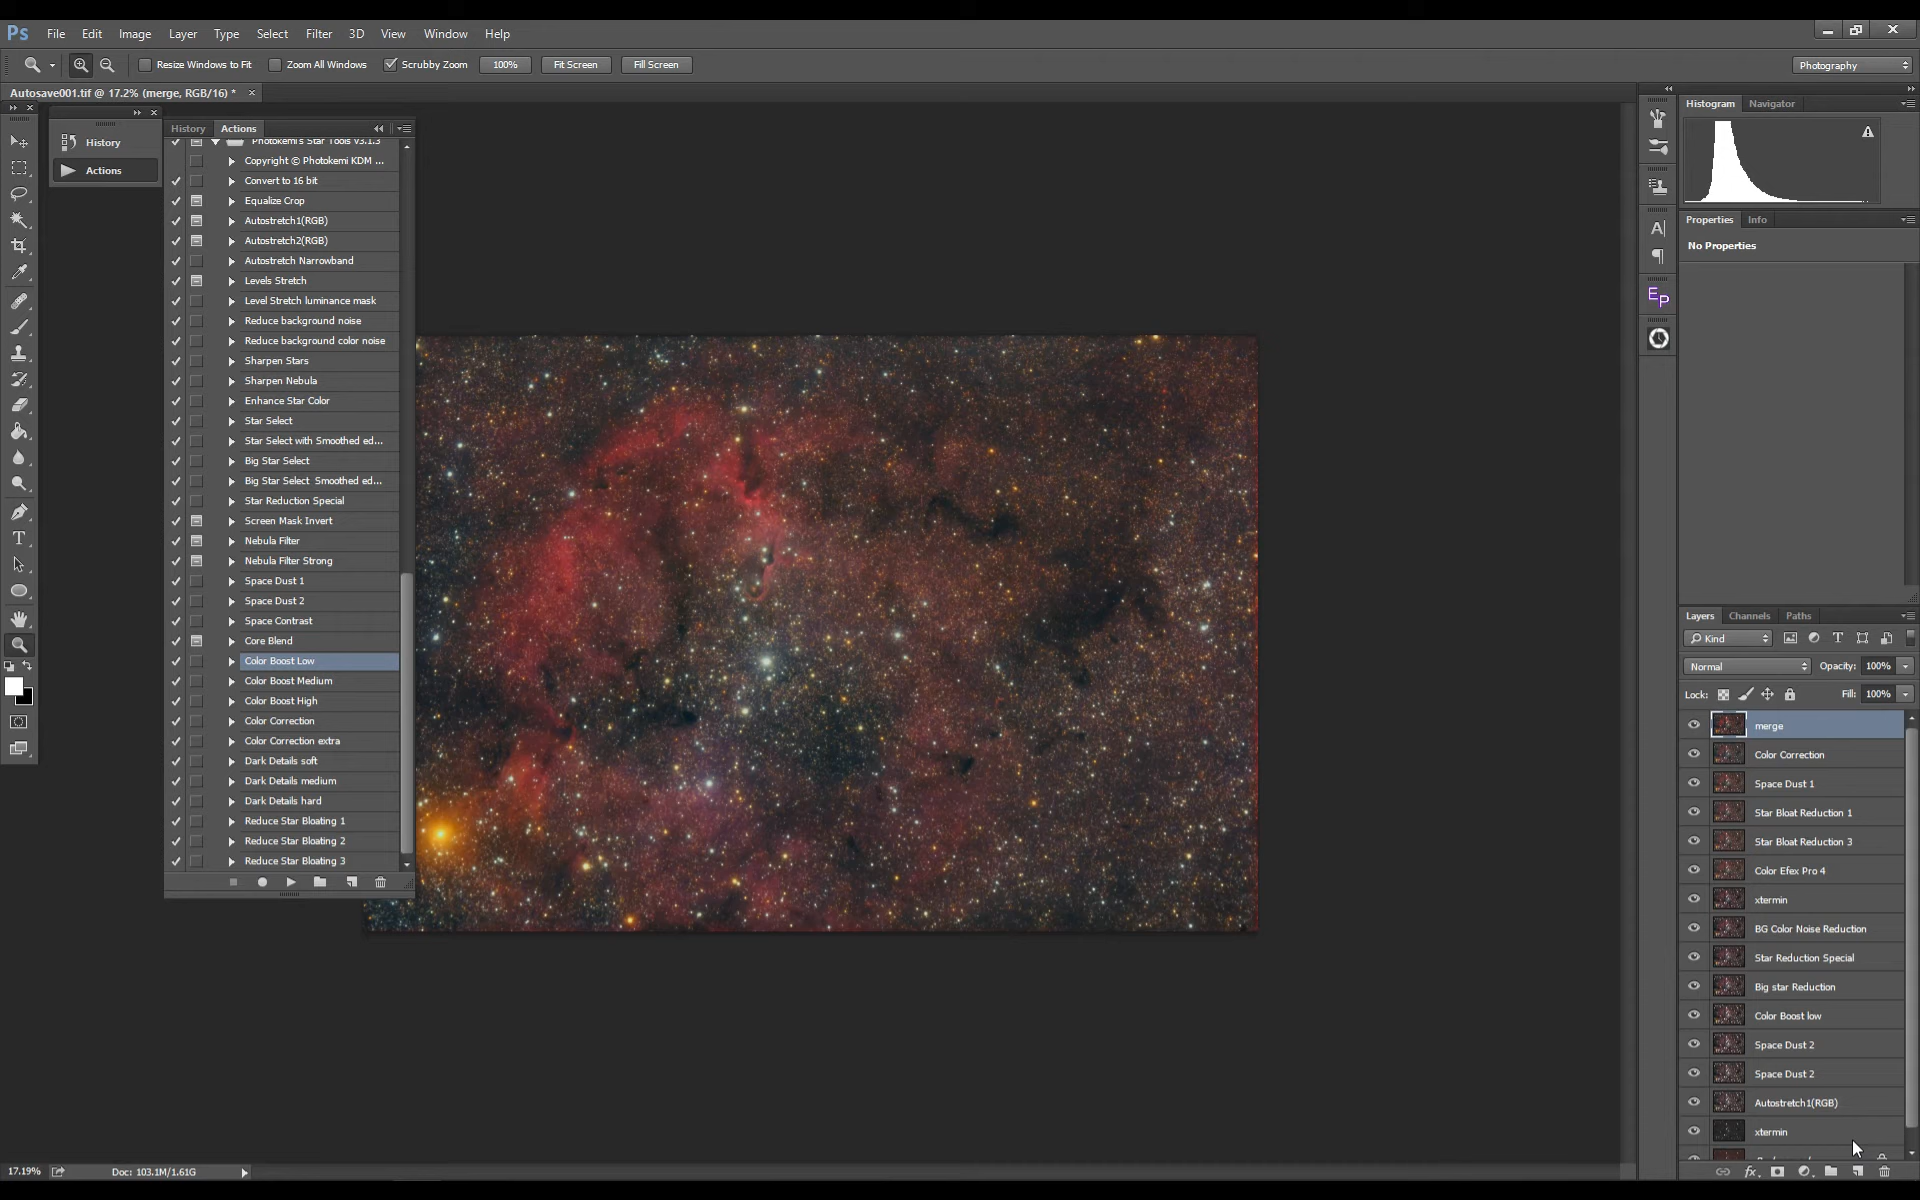 Ps File Edit Image Layer Type Select Filter 3D View Window Help
Resize Windows to Fit Zoom All Windows Scrubby Zoom 100% Fit Screen Fill Screen Photography
Autosave001.tif @ 17.2% (merge, RGB/16) * ×
History
Actions
History Actions
Photokemi's Star Tools v3.1.3
Copyright © Photokemi KDM ...
Convert to 16 bit
Equalize Crop
Autostretch1(RGB)
Autostretch2(RGB)
Autostretch Narrowband
Levels Stretch
Level Stretch luminance mask
Reduce background noise
Reduce background color noise
Sharpen Stars
Sharpen Nebula
Enhance Star Color
Star Select
Star Select with Smoothed ed...
Big Star Select
Big Star Select Smoothed ed...
Star Reduction Special
Screen Mask Invert
Nebula Filter
Nebula Filter Strong
Space Dust 1
Space Dust 2
Space Contrast
Core Blend
Color Boost Low
Color Boost Medium
Color Boost High
Color Correction
Color Correction extra
Dark Details soft
Dark Details medium
Dark Details hard
Reduce Star Bloating 1
Reduce Star Bloating 2
Reduce Star Bloating 3
Histogram Navigator
Properties Info
No Properties
Layers Channels Paths
Kind
Normal Opacity: 100%
Lock: Fill: 100%
merge
Color Correction
Space Dust 1
Star Bloat Reduction 1
Star Bloat Reduction 3
Color Efex Pro 4
xtermin
BG Color Noise Reduction
Star Reduction Special
Big star Reduction
Color Boost low
Space Dust 2
Space Dust 2
Autostretch1(RGB)
xtermin
17.19% Doc: 103.1M/1.61G